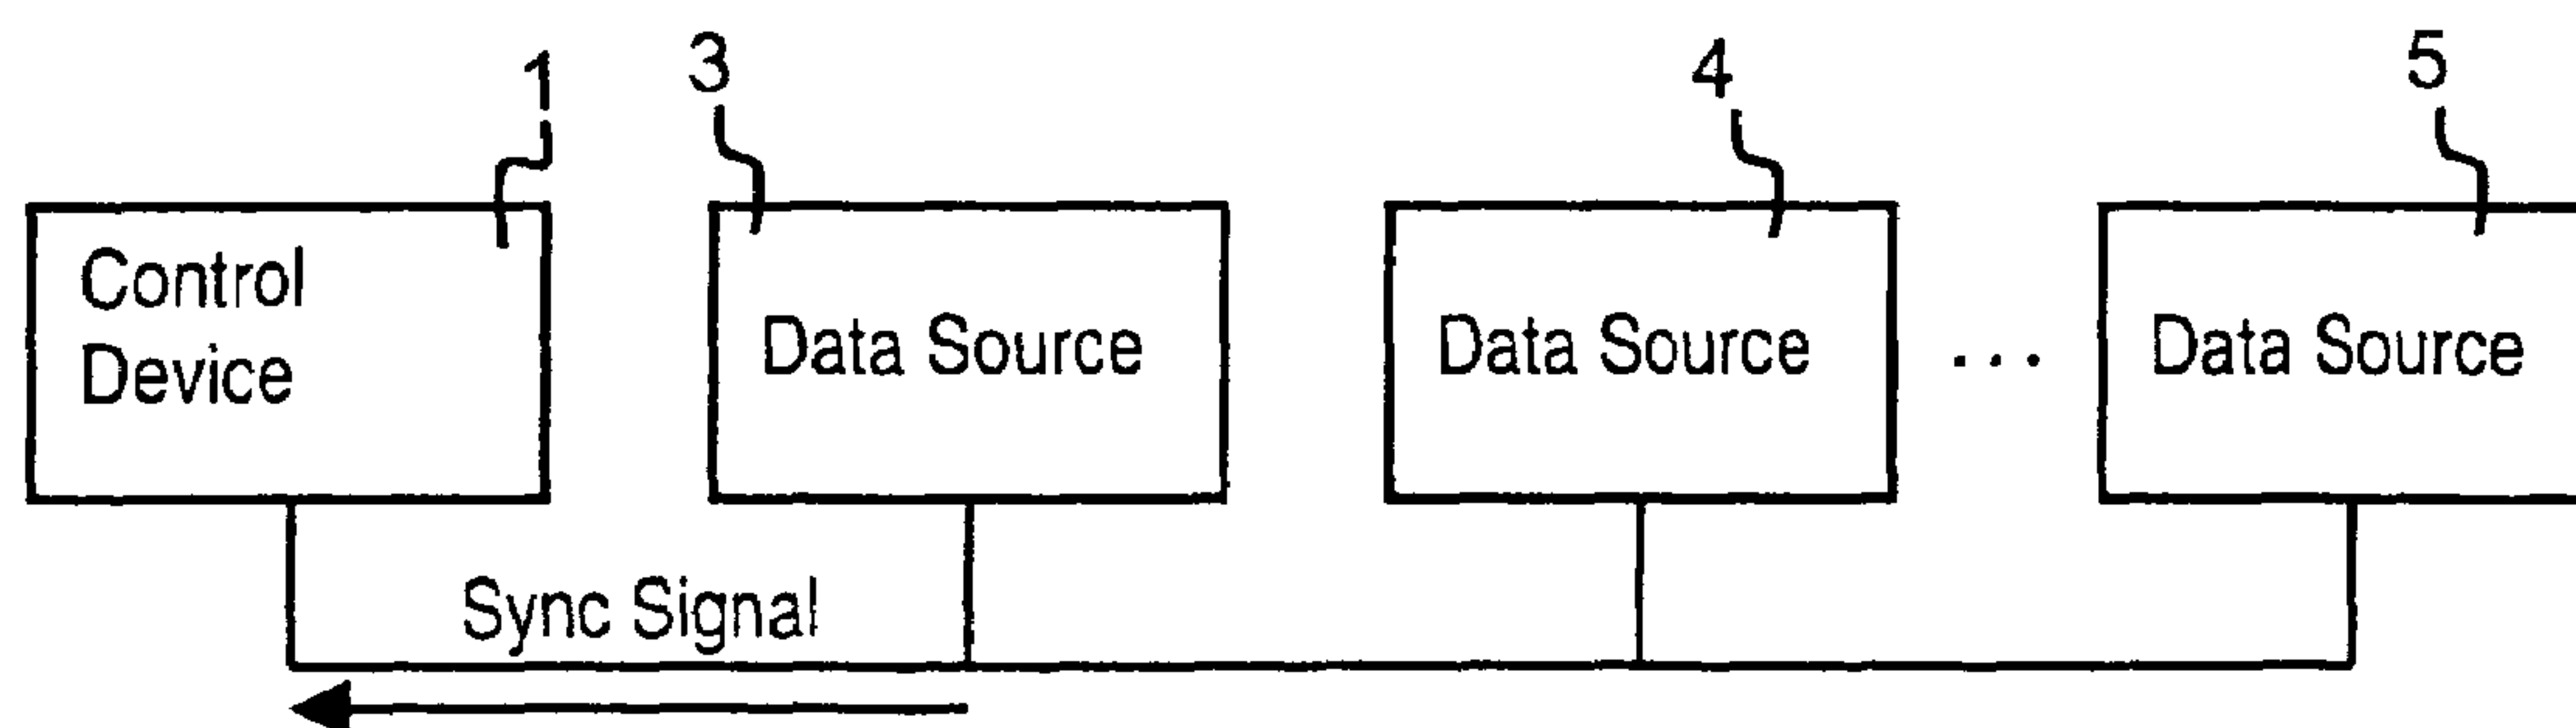 1
3
4
5
Control
Device
Data Source
Data Source
...
Data Source
Sync Signal